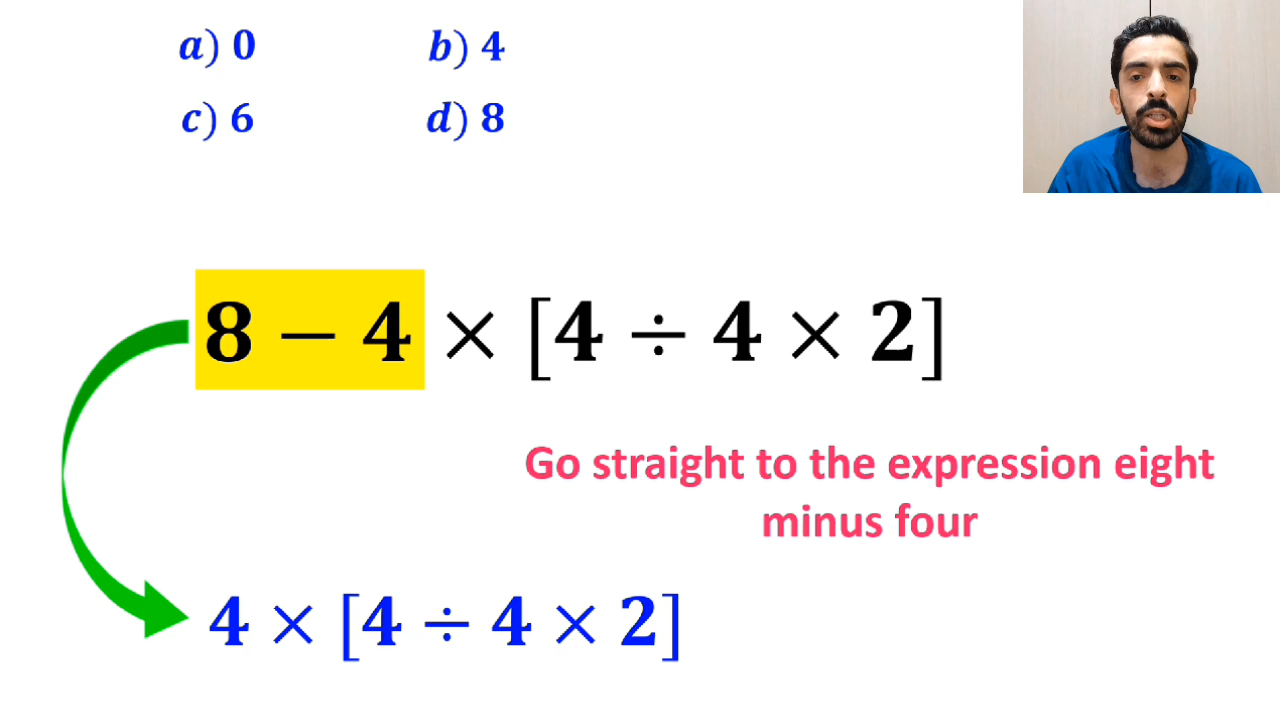 a) 0 b) 4
c) 6 d) 8
8 − 4 × [4 ÷ 4 × 2]
Go straight to the expression eight
minus four
4 × [4 ÷ 4 × 2]